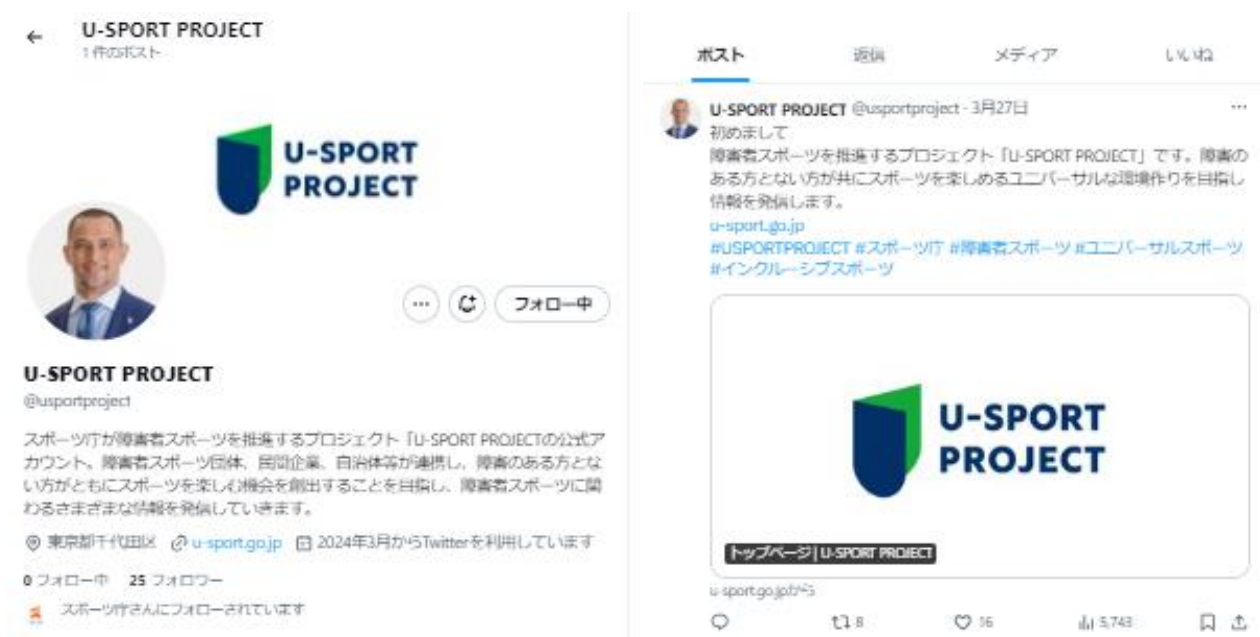 U-SPORT PROJECT
1 件のポスト
U-SPORT
PROJECT
フォロー中
U-SPORT PROJECT
@usportproject
スポーツ庁が障害者スポーツを推進するプロジェクト「U-SPORT PROJECTの公式ア
カウント。障害者スポーツ団体、民間企業、自治体等が連携し、障害のある方とな
い方がともにスポーツを楽しむ機会を創出することを目指し、障害者スポーツに関
わるさまざまな情報を発信していきます。
東京都千代田区 u-sport.go.jp 2024年3月からTwitterを利用しています
0 フォロー中 25 フォロワー
スポーツ庁さんにフォローされています
ポスト 返信 メディア いいね
U-SPORT PROJECT @usportproject · 3月27日
初めまして
障害者スポーツを推進するプロジェクト「U-SPORT PROJECT」です。障害の
ある方とない方が共にスポーツを楽しめるユニバーサルな環境作りを目指し
情報を発信します。
u-sport.go.jp
#USPORTPROJECT #スポーツ庁 #障害者スポーツ #ユニバーサルスポーツ
#インクルーシブスポーツ
U-SPORT
PROJECT
トップページ | U-SPORT PROJECT
u-sport.go.jpから
8 16 5,743